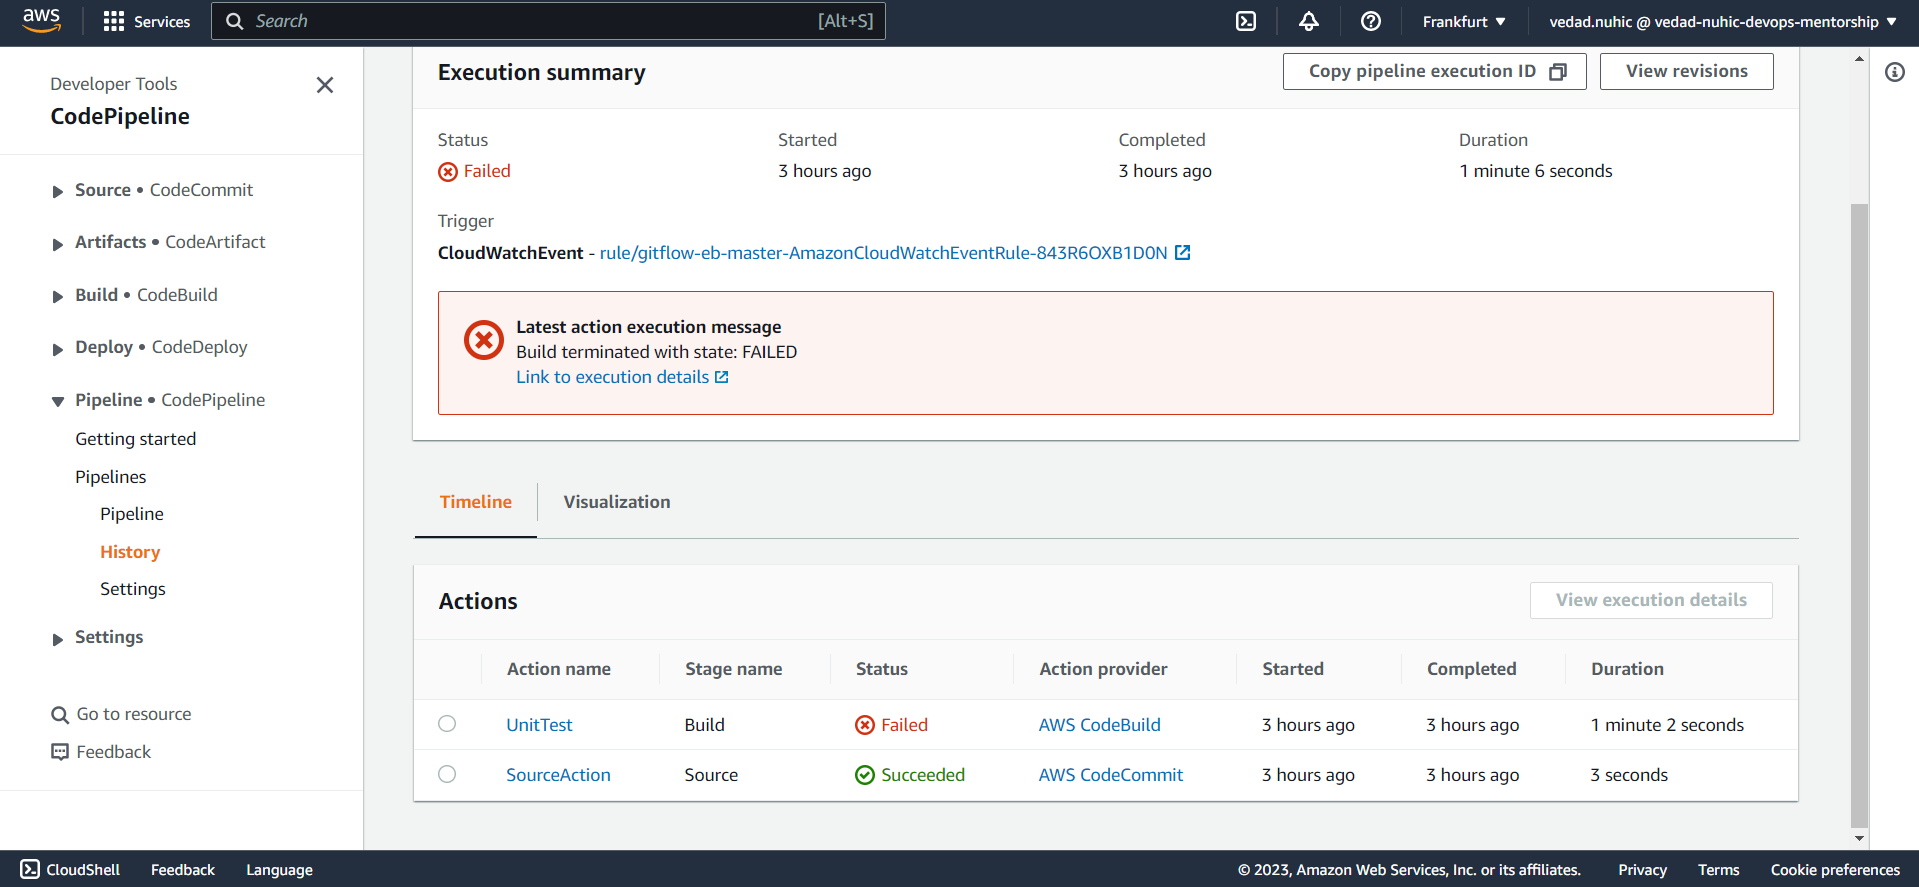 aws
Services
Search
[Alt+S]
Frankfurt
vedad.nuhic @ vedad-nuhic-devops-mentorship
Developer Tools
CodePipeline
Source • CodeCommit
Artifacts • CodeArtifact
Build • CodeBuild
Deploy • CodeDeploy
Pipeline • CodePipeline
Getting started
Pipelines
Pipeline
History
Settings
Settings
Go to resource
Feedback
Execution summary
Copy pipeline execution ID
View revisions
Status
Started
Completed
Duration
Failed
3 hours ago
3 hours ago
1 minute 6 seconds
Trigger
CloudWatchEvent - rule/gitflow-eb-master-AmazonCloudWatchEventRule-843R6OXB1D0N
Latest action execution message
Build terminated with state: FAILED
Link to execution details
Timeline
Visualization
Actions
View execution details
Action name
Stage name
Status
Action provider
Started
Completed
Duration
UnitTest
Build
Failed
AWS CodeBuild
3 hours ago
3 hours ago
1 minute 2 seconds
SourceAction
Source
Succeeded
AWS CodeCommit
3 hours ago
3 hours ago
3 seconds
CloudShell
Feedback
Language
© 2023, Amazon Web Services, Inc. or its affiliates.
Privacy
Terms
Cookie preferences